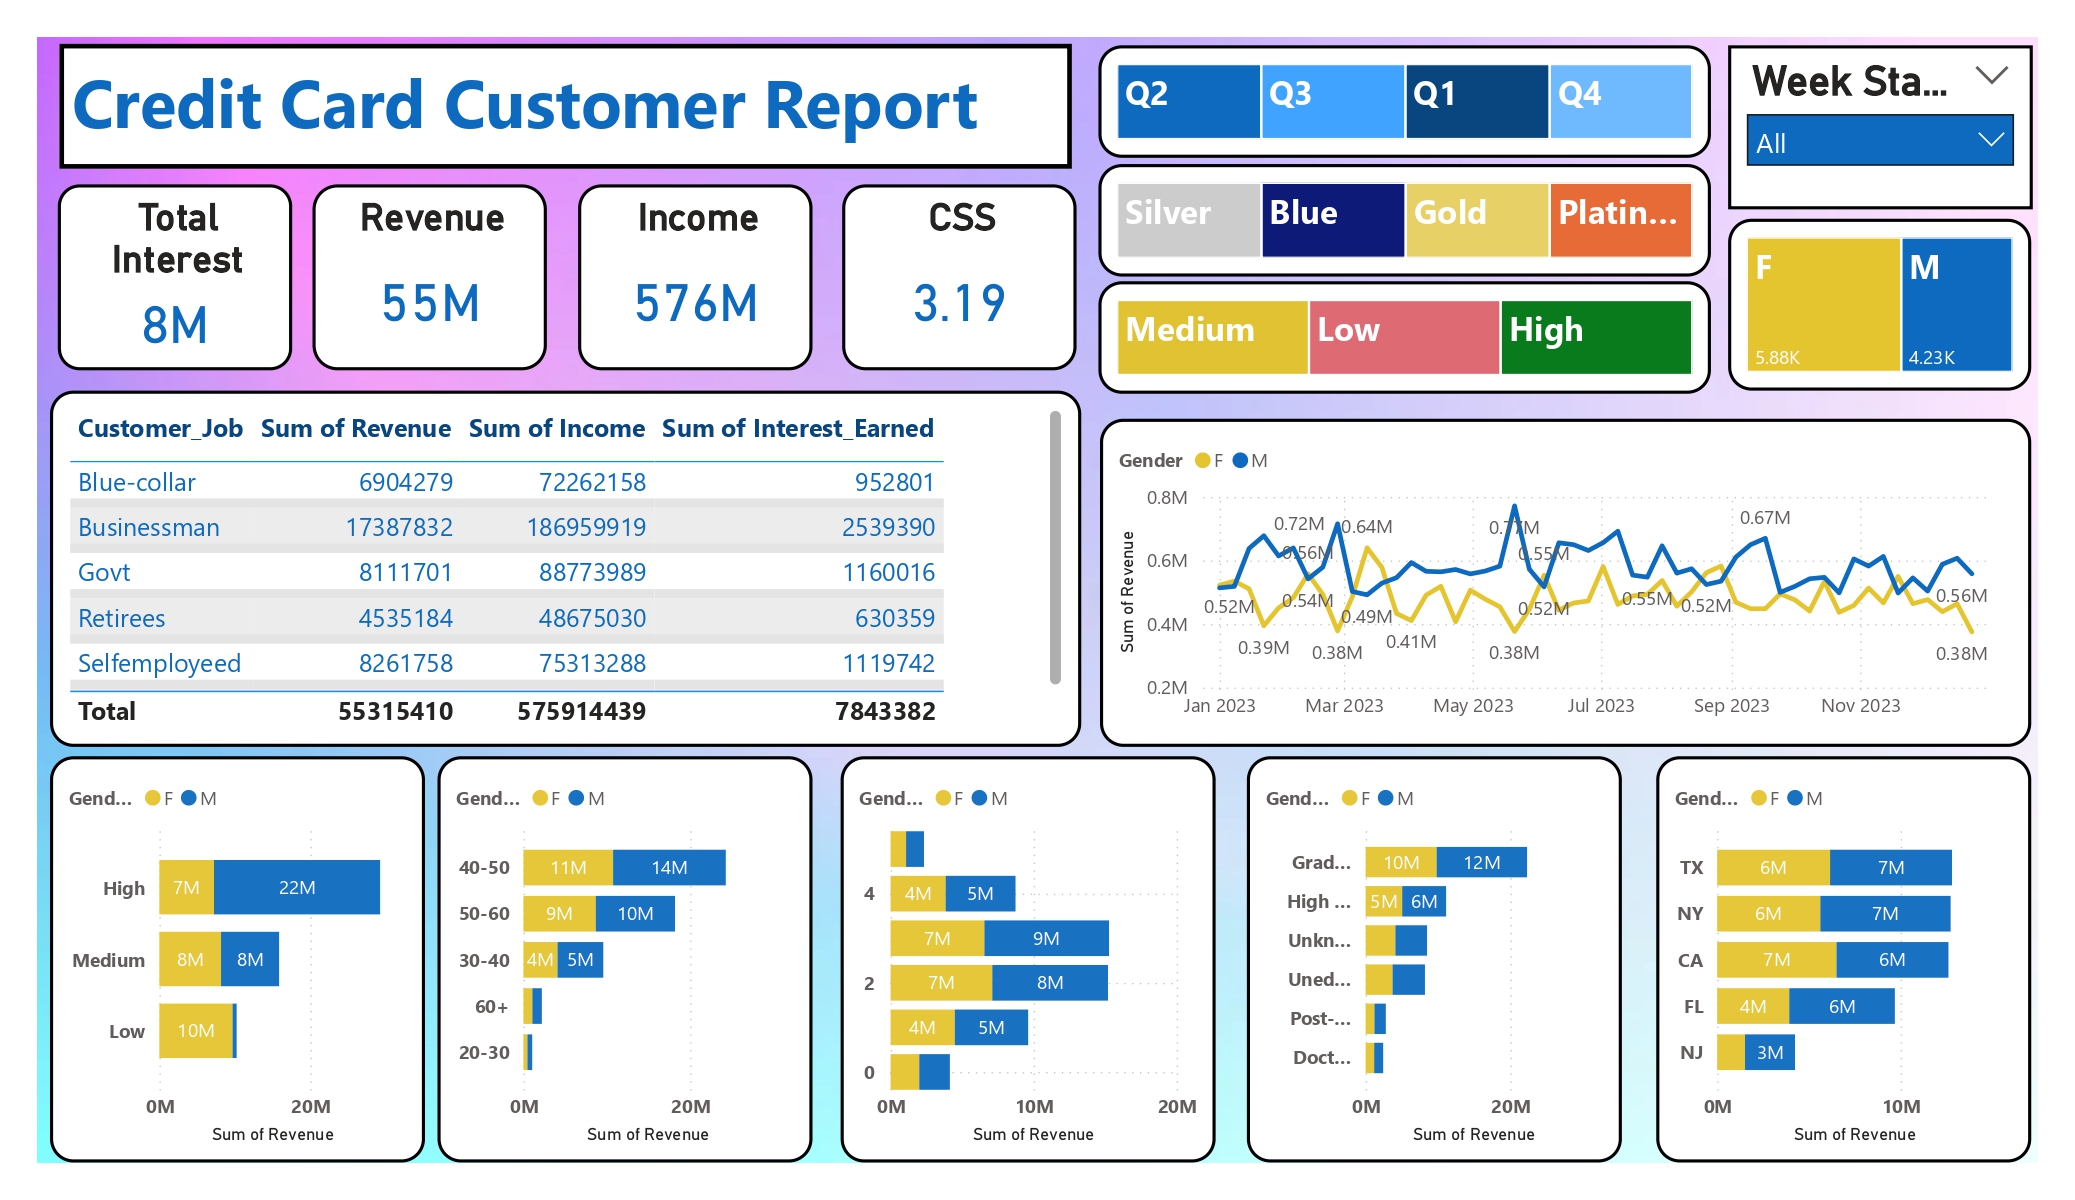 Credit Card Customer Report
Q2 Q3 Q1 Q4
Week Sta...
All
Silver Blue Gold Platin...
Medium Low High
F M
5.88K 4.23K
Total
Interest
8M
Revenue
55M
Income
576M
CSS
3.19
Customer_Job Sum of Revenue Sum of Income Sum of Interest_Earned
Blue-collar 6904279 72262158 952801
Businessman 17387832 186959919 2539390
Govt 8111701 88773989 1160016
Retirees 4535184 48675030 630359
Selfemployeed 8261758 75313288 1119742
Total 55315410 575914439 7843382
Gender F M
Sum of Revenue
0.8M
0.6M
0.4M
0.2M
0.72M 0.64M 0.77M 0.67M
0.56M 0.55M
0.52M 0.54M 0.49M 0.52M 0.55M 0.52M 0.56M
0.39M 0.38M 0.41M 0.38M 0.38M
Jan 2023 Mar 2023 May 2023 Jul 2023 Sep 2023 Nov 2023
Gend... F M
High 7M 22M
Medium 8M 8M
Low 10M
0M 20M
Sum of Revenue
Gend... F M
40-50 11M 14M
50-60 9M 10M
30-40 4M 5M
60+
20-30
0M 20M
Sum of Revenue
Gend... F M
4 4M 5M
7M 9M
2 7M 8M
4M 5M
0
0M 10M 20M
Sum of Revenue
Gend... F M
Grad... 10M 12M
High ... 5M 6M
Unkn...
Uned...
Post-...
Doct...
0M 20M
Sum of Revenue
Gend... F M
TX 6M 7M
NY 6M 7M
CA 7M 6M
FL 4M 6M
NJ 3M
0M 10M
Sum of Revenue